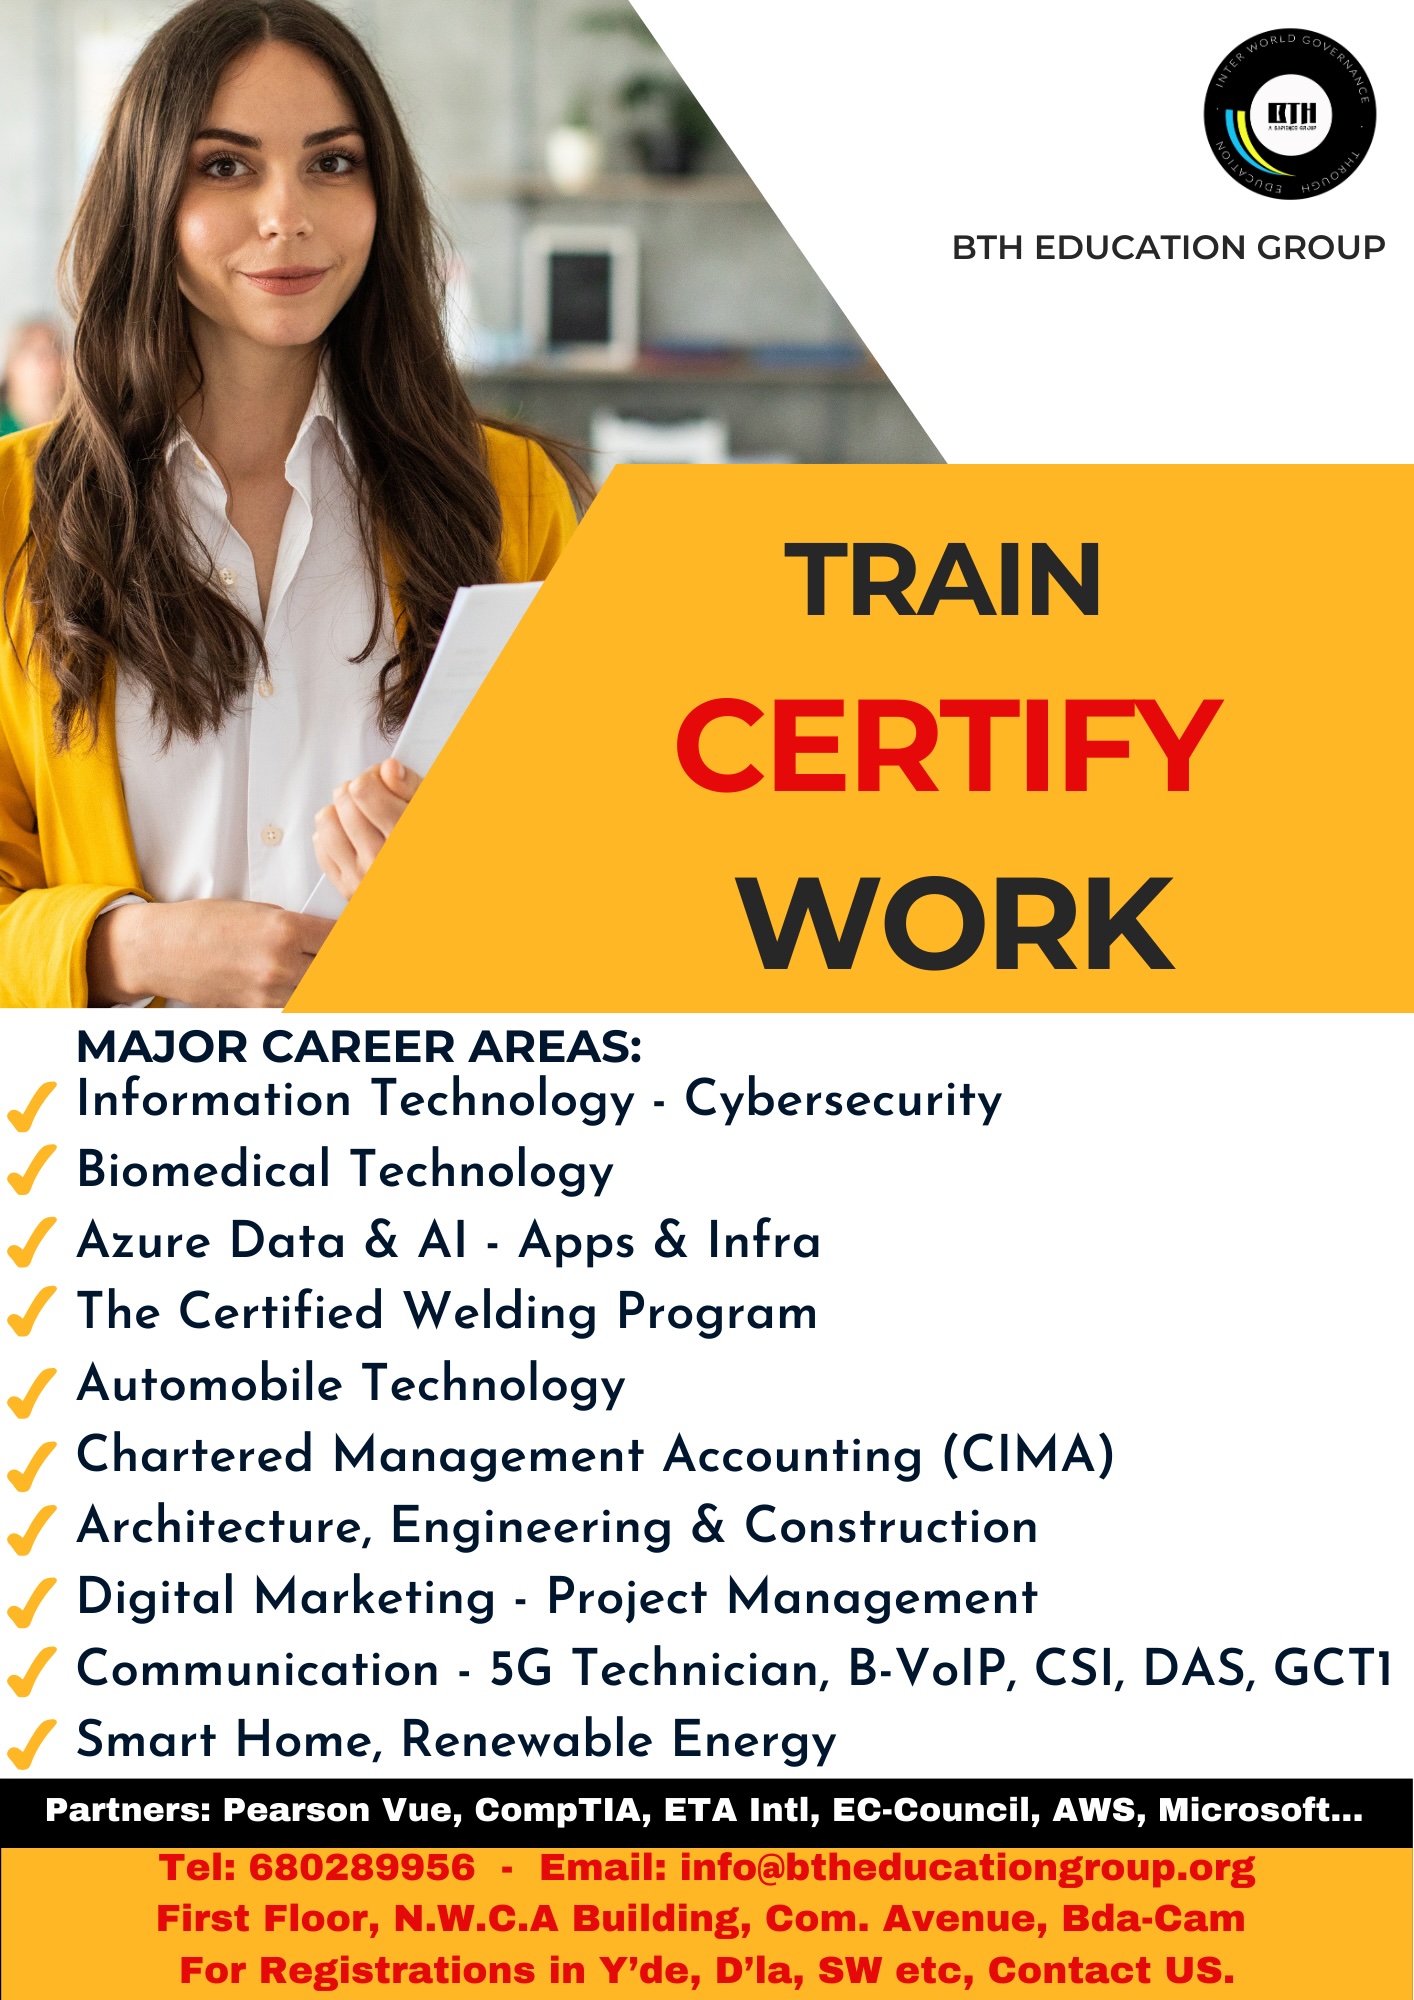 INTER WORLD GOVERNANCE
THROUGH EDUCATION
BTH
A SAPIENCE GROUP
BTH EDUCATION GROUP
TRAIN
CERTIFY
WORK
MAJOR CAREER AREAS:
Information Technology - Cybersecurity
Biomedical Technology
Azure Data & AI - Apps & Infra
The Certified Welding Program
Automobile Technology
Chartered Management Accounting (CIMA)
Architecture, Engineering & Construction
Digital Marketing - Project Management
Communication - 5G Technician, B-VoIP, CSI, DAS, GCT1
Smart Home, Renewable Energy
Partners: Pearson Vue, CompTIA, ETA Intl, EC-Council, AWS, Microsoft...
Tel: 680289956 - Email: info@btheducationgroup.org
First Floor, N.W.C.A Building, Com. Avenue, Bda-Cam
For Registrations in Y’de, D’la, SW etc, Contact US.